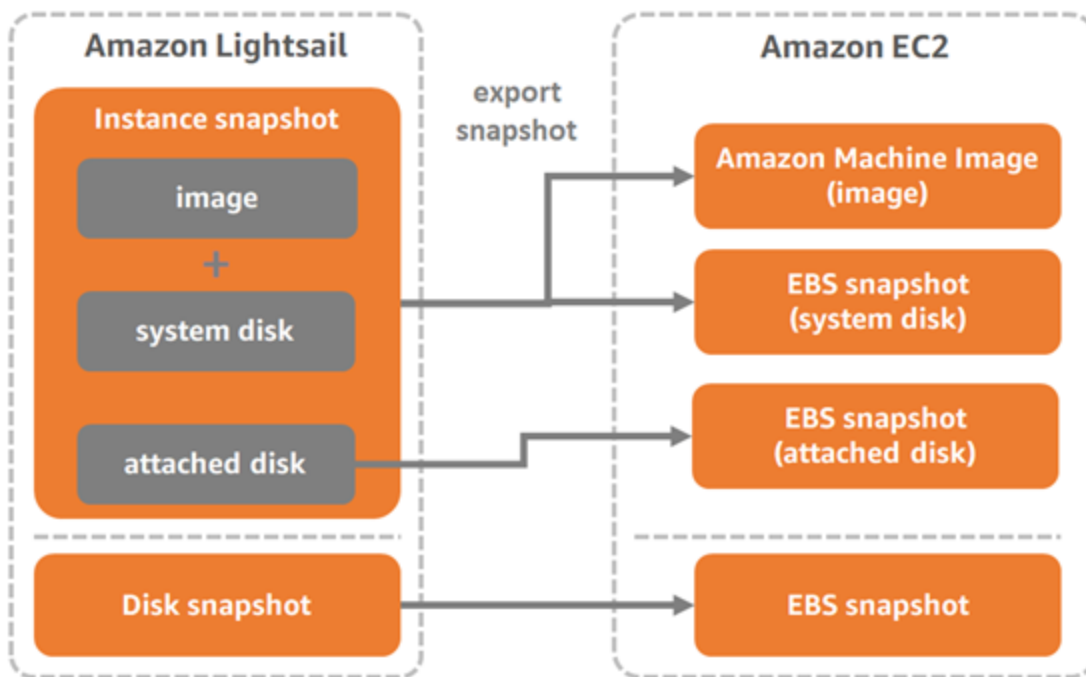 Amazon Lightsail
Instance snapshot
image
+
system disk
attached disk
Disk snapshot
export
snapshot
Amazon EC2
Amazon Machine Image
(image)
EBS snapshot
(system disk)
EBS snapshot
(attached disk)
EBS snapshot